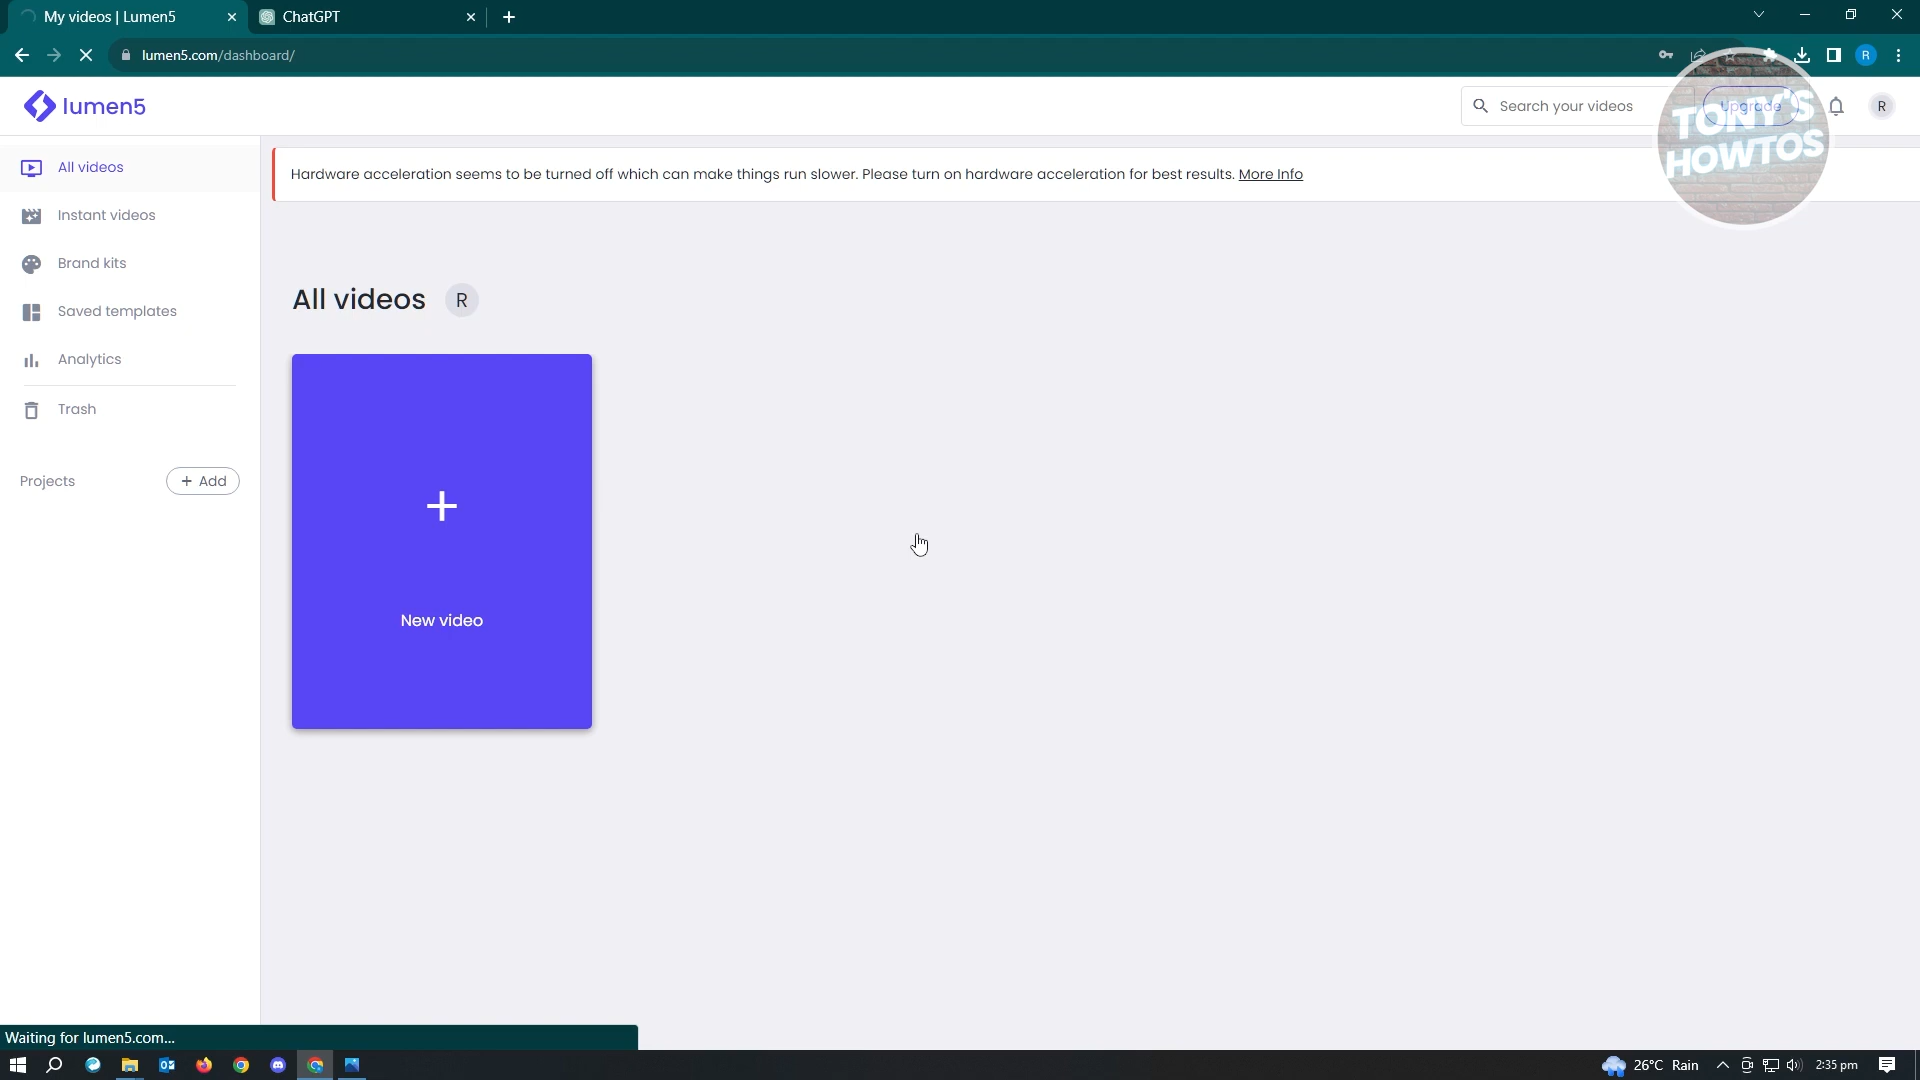 My videos | Lumen5
ChatGPT
lumen5.com/dashboard/
R
lumen5
Search your videos
Upgrade
R
TONY'S
HOWTOS
All videos
Hardware acceleration seems to be turned off which can make things run slower. Please turn on hardware acceleration for best results. More Info
Instant videos
Brand kits
Saved templates
Analytics
Trash
Projects
+ Add
All videos R
New video
Waiting for lumen5.com...
26°C Rain
2:35 pm